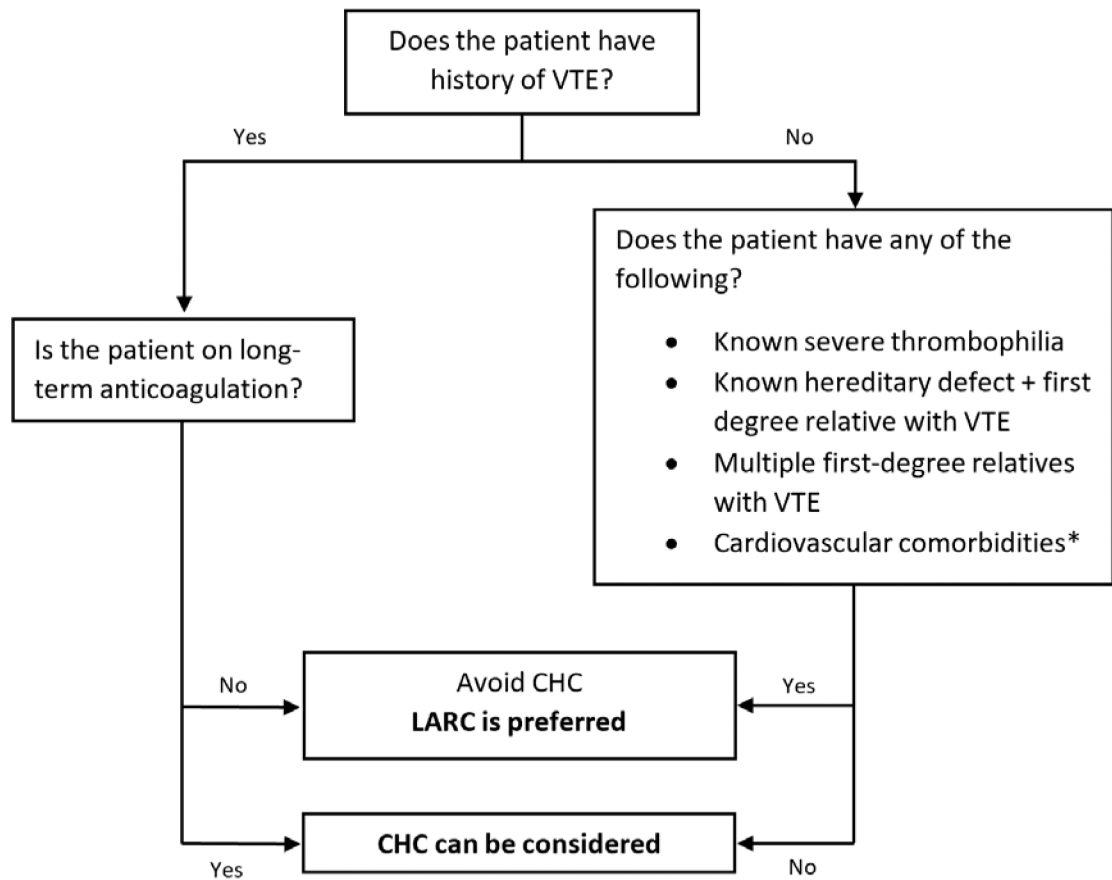 Does the patient have
history of VTE?
Yes
No
Does the patient have any of the
following?
• Known severe thrombophilia
• Known hereditary defect + first
degree relative with VTE
• Multiple first-degree relatives
with VTE
• Cardiovascular comorbidities*
Is the patient on long-
term anticoagulation?
No
Avoid CHC
LARC is preferred
Yes
Yes
CHC can be considered
No